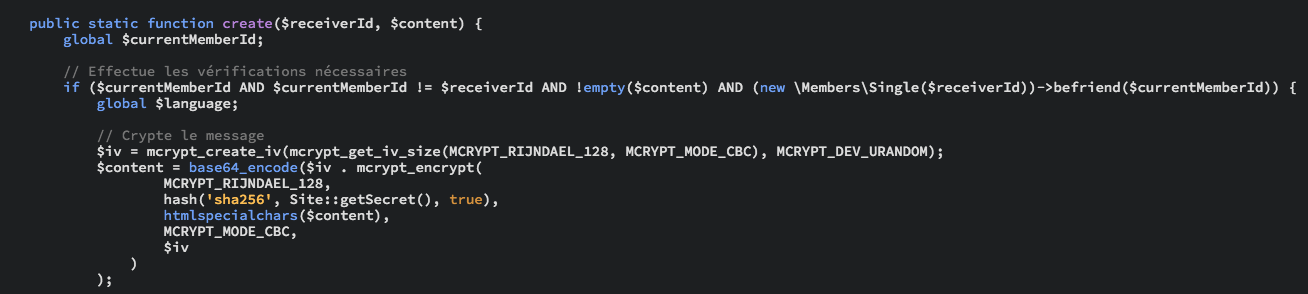 public static function create($receiverId, $content) {
global $currentMemberId;
// Effectue les vérifications nécessaires
if ($currentMemberId AND $currentMemberId != $receiverId AND !empty($content) AND (new \Members\Single($receiverId))->befriend($currentMemberId)) {
global $language;
// Crypte le message
$iv = mcrypt_create_iv(mcrypt_get_iv_size(MCRYPT_RIJNDAEL_128, MCRYPT_MODE_CBC), MCRYPT_DEV_URANDOM);
$content = base64_encode($iv . mcrypt_encrypt(
MCRYPT_RIJNDAEL_128,
hash('sha256', Site::getSecret(), true),
htmlspecialchars($content),
MCRYPT_MODE_CBC,
$iv
)
);